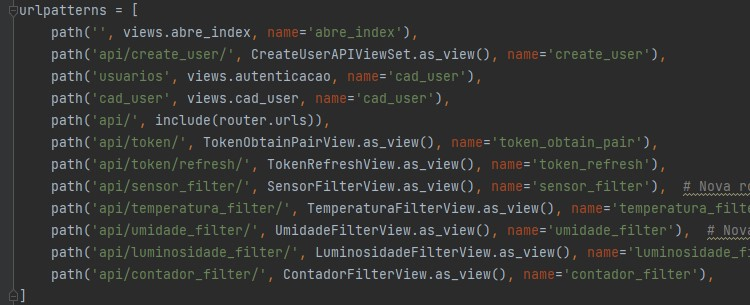 urlpatterns = [
path('', views.abre_index, name='abre_index'),
path('api/create_user/', CreateUserAPIViewSet.as_view(), name='create_user'),
path('usuarios', views.autenticacao, name='cad_user'),
path('cad_user', views.cad_user, name='cad_user'),
path('api/', include(router.urls)),
path('api/token/', TokenObtainPairView.as_view(), name='token_obtain_pair'),
path('api/token/refresh/', TokenRefreshView.as_view(), name='token_refresh'),
path('api/sensor_filter/', SensorFilterView.as_view(), name='sensor_filter'),  # Nova
path('api/temperatura_filter/', TemperaturaFilterView.as_view(), name='temperatura_filte
path('api/umidade_filter/', UmidadeFilterView.as_view(), name='umidade_filter'),  # Nova
path('api/luminosidade_filter/', LuminosidadeFilterView.as_view(), name='luminosidade_fi
path('api/contador_filter/', ContadorFilterView.as_view(), name='contador_filter'),
]